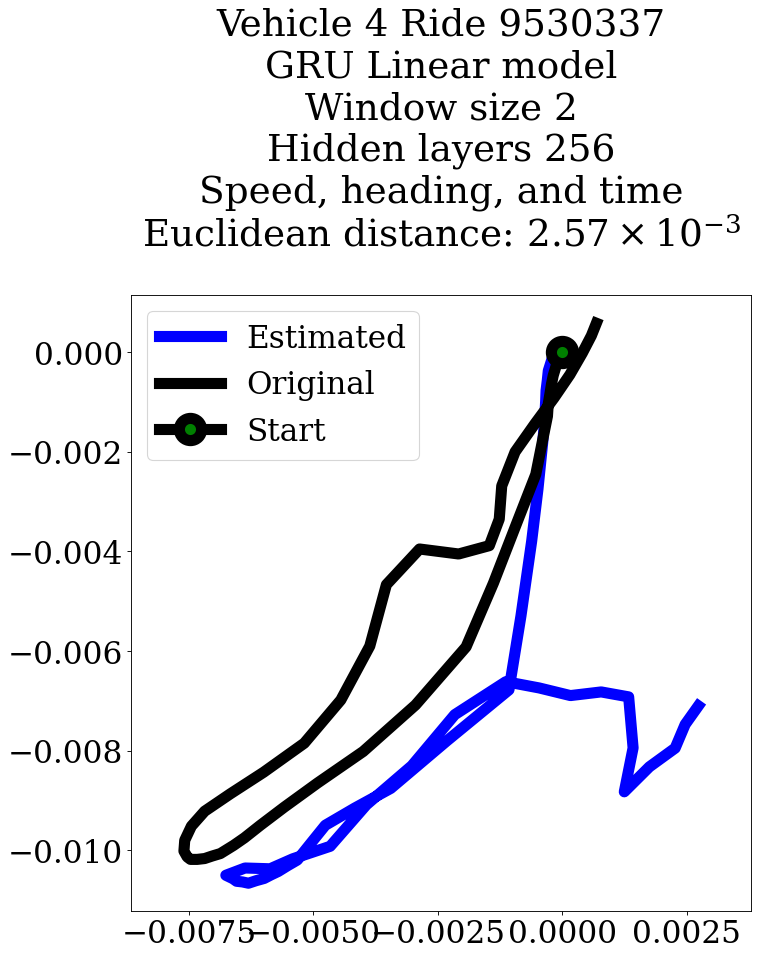 Vehicle 4 Ride 9530337
GRU Linear model
Window size 2
Hidden layers 256
Speed, heading, and time
Euclidean distance: 2.57 × 10⁻³
Estimated
Original
Start
0.000
−0.002
−0.004
−0.006
−0.008
−0.010
−0.0075 −0.0050 −0.0025 0.0000 0.0025